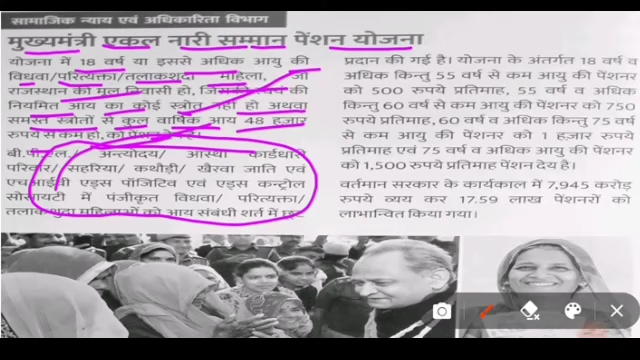 सामाजिक न्याय एवं अधिकारिता विभाग
मुख्यमंत्री एकल नारी सम्मान पेंशन योजना
योजना में 18 वर्ष या इससे अधिक आयु की
विधवा/परित्यक्ता/तलाकशुदा महिला, जो
राजस्थान की मूल निवासी हो, जिसकी की
नियमित आय का कोई स्त्रोत नहीं हो अथवा
समस्त स्त्रोतों से कुल वार्षिक आय 48 हजार
रुपये से कम हो, को पेंशन देय है।
बी.पी.एल./ अन्त्योदय/ आस्था कार्डधारी
परिवार/ सहरिया/ कथौड़ी/ खैरवा जाति एवं
एचआईवी एड्स पॉजिटिव एवं एड्स कन्ट्रोल
सोसायटी में पंजीकृत विधवा/ परित्यक्ता/
तलाकशुदा महिलाओं को आय संबंधी शर्त में छूट
प्रदान की गई है। योजना के अंतर्गत 18 वर्ष व
अधिक किन्तु 55 वर्ष से कम आयु की पेंशनर
को 500 रुपये प्रतिमाह, 55 वर्ष व अधिक
किन्तु 60 वर्ष से कम आयु की पेंशनर को 750
रुपये प्रतिमाह, 60 वर्ष व अधिक किन्तु 75 वर्ष
से कम आयु की पेंशनर को 1 हजार रुपये
प्रतिमाह एवं 75 वर्ष व अधिक आयु की पेंशनर
को 1,500 रुपये प्रतिमाह पेंशन देय है।
वर्तमान सरकार के कार्यकाल में 7,945 करोड़
रुपये व्यय कर 17.59 लाख पेंशनरों को
लाभान्वित किया गया।